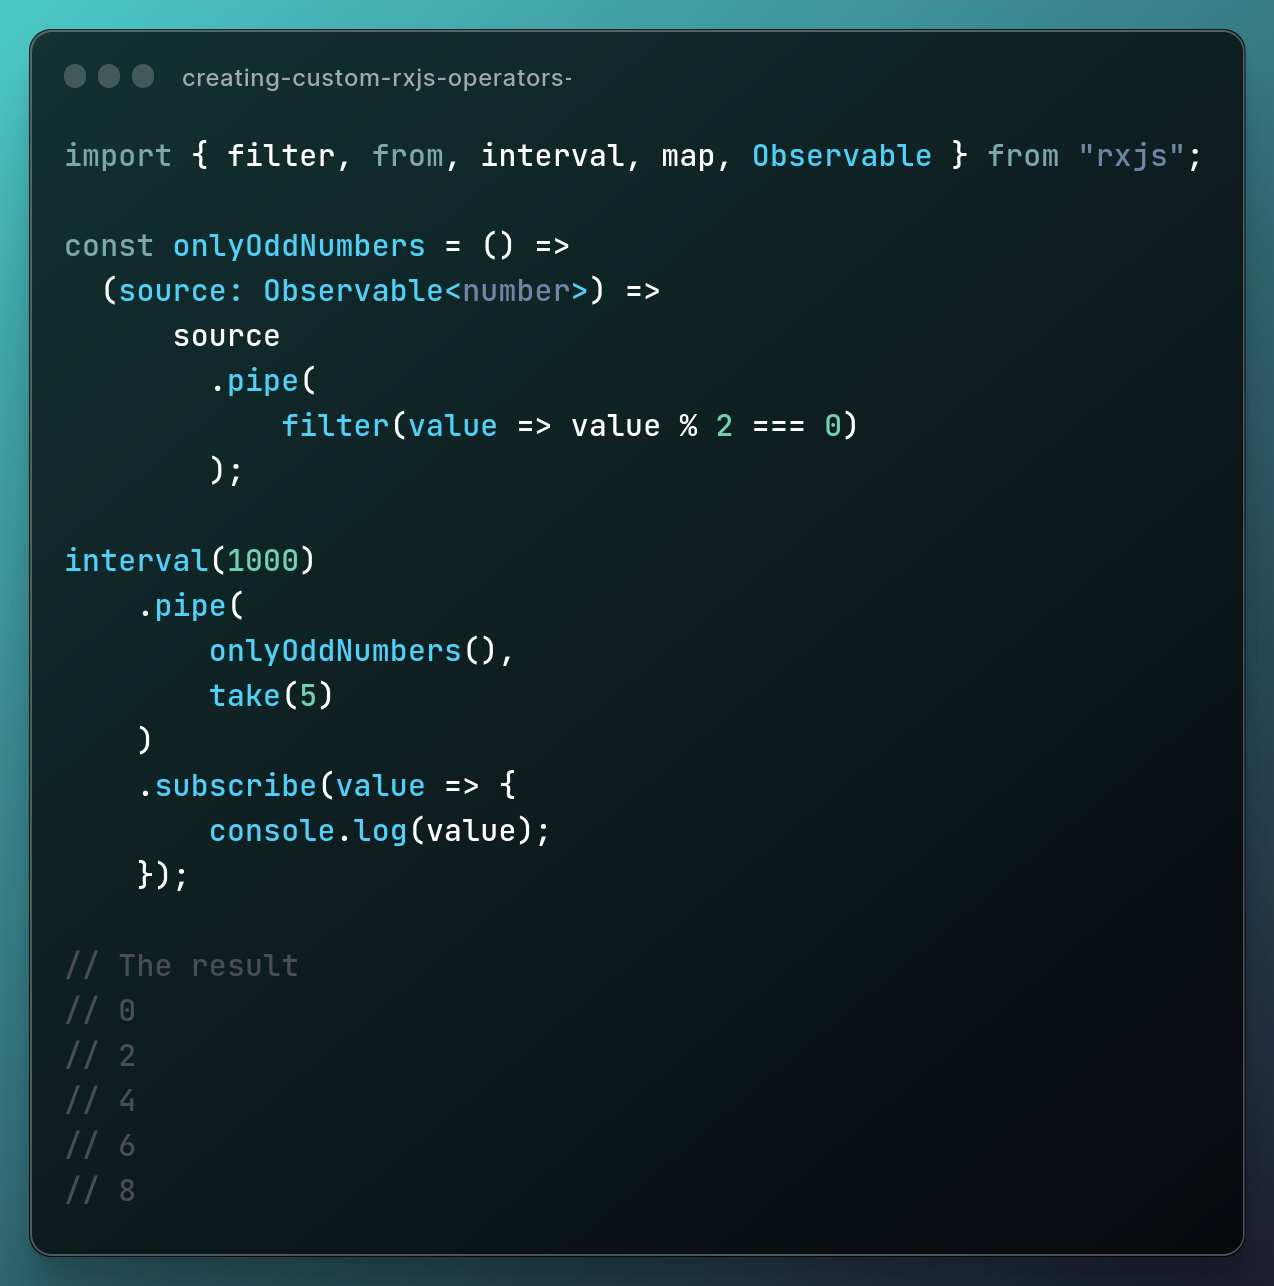 creating-custom-rxjs-operators-
import { filter, from, interval, map, Observable } from "rxjs";
const onlyOddNumbers = () =>
(source: Observable<number>) =>
source
.pipe(
filter(value => value % 2 === 0)
);
interval(1000)
.pipe(
onlyOddNumbers(),
take(5)
)
.subscribe(value => {
console.log(value);
});
// The result
// 0
// 2
// 4
// 6
// 8